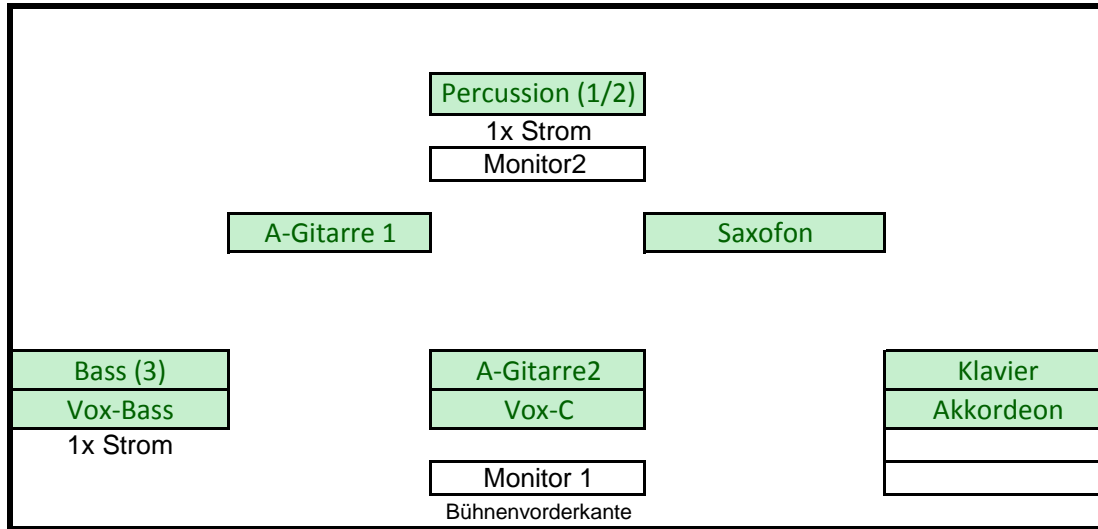 Percussion (1/2)
1x Strom
Monitor2
A-Gitarre 1
Saxofon
Bass (3)
A-Gitarre2
Klavier
Vox-Bass
Vox-C
Akkordeon
1x Strom
Monitor 1
Bühnenvorderkante